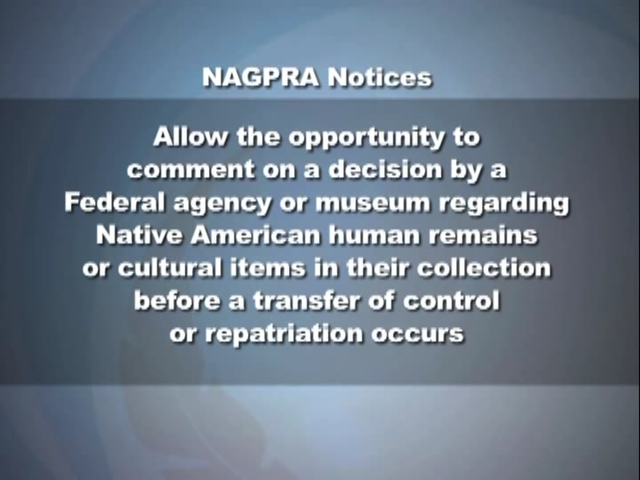 NAGPRA Notices
Allow the opportunity to
comment on a decision by a
Federal agency or museum regarding
Native American human remains
or cultural items in their collection
before a transfer of control
or repatriation occurs